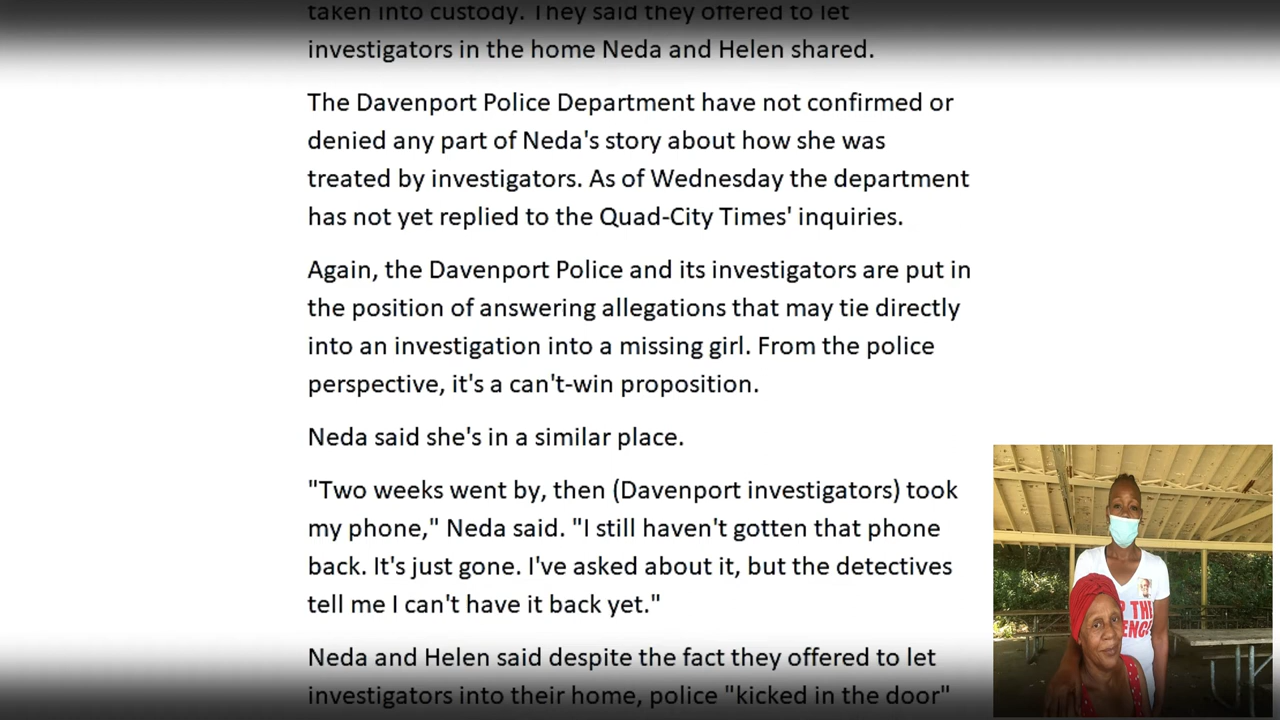 taken into custody. They said they offered to let
investigators in the home Neda and Helen shared.
The Davenport Police Department have not confirmed or
denied any part of Neda's story about how she was
treated by investigators. As of Wednesday the department
has not yet replied to the Quad-City Times' inquiries.
Again, the Davenport Police and its investigators are put in
the position of answering allegations that may tie directly
into an investigation into a missing girl. From the police
perspective, it's a can't-win proposition.
Neda said she's in a similar place.
"Two weeks went by, then (Davenport investigators) took
my phone," Neda said. "I still haven't gotten that phone
back. It's just gone. I've asked about it, but the detectives
tell me I can't have it back yet."
Neda and Helen said despite the fact they offered to let
investigators into their home, police "kicked in the door"
THE